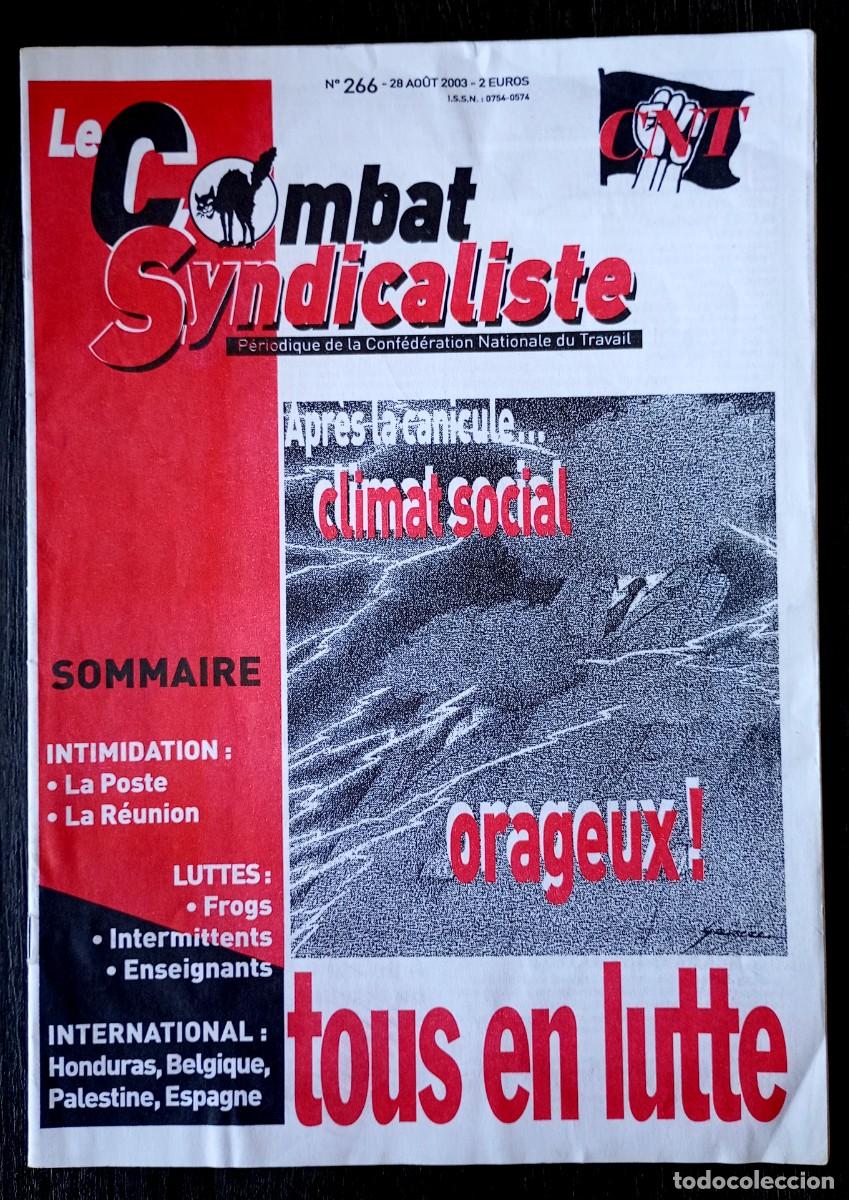 N° 266 - 28 AOÛT 2003 - 2 EUROS
I.S.S.N. : 0754-0574
CNT
Le Combat
Syndicaliste
Périodique de la Confédération Nationale du Travail
Après la canicule...
climat social
orageux !
SOMMAIRE
INTIMIDATION :
• La Poste
• La Réunion
LUTTES :
• Frogs
• Intermittents
• Enseignants
INTERNATIONAL :
Honduras, Belgique,
Palestine, Espagne
tous en lutte
todocoleccion